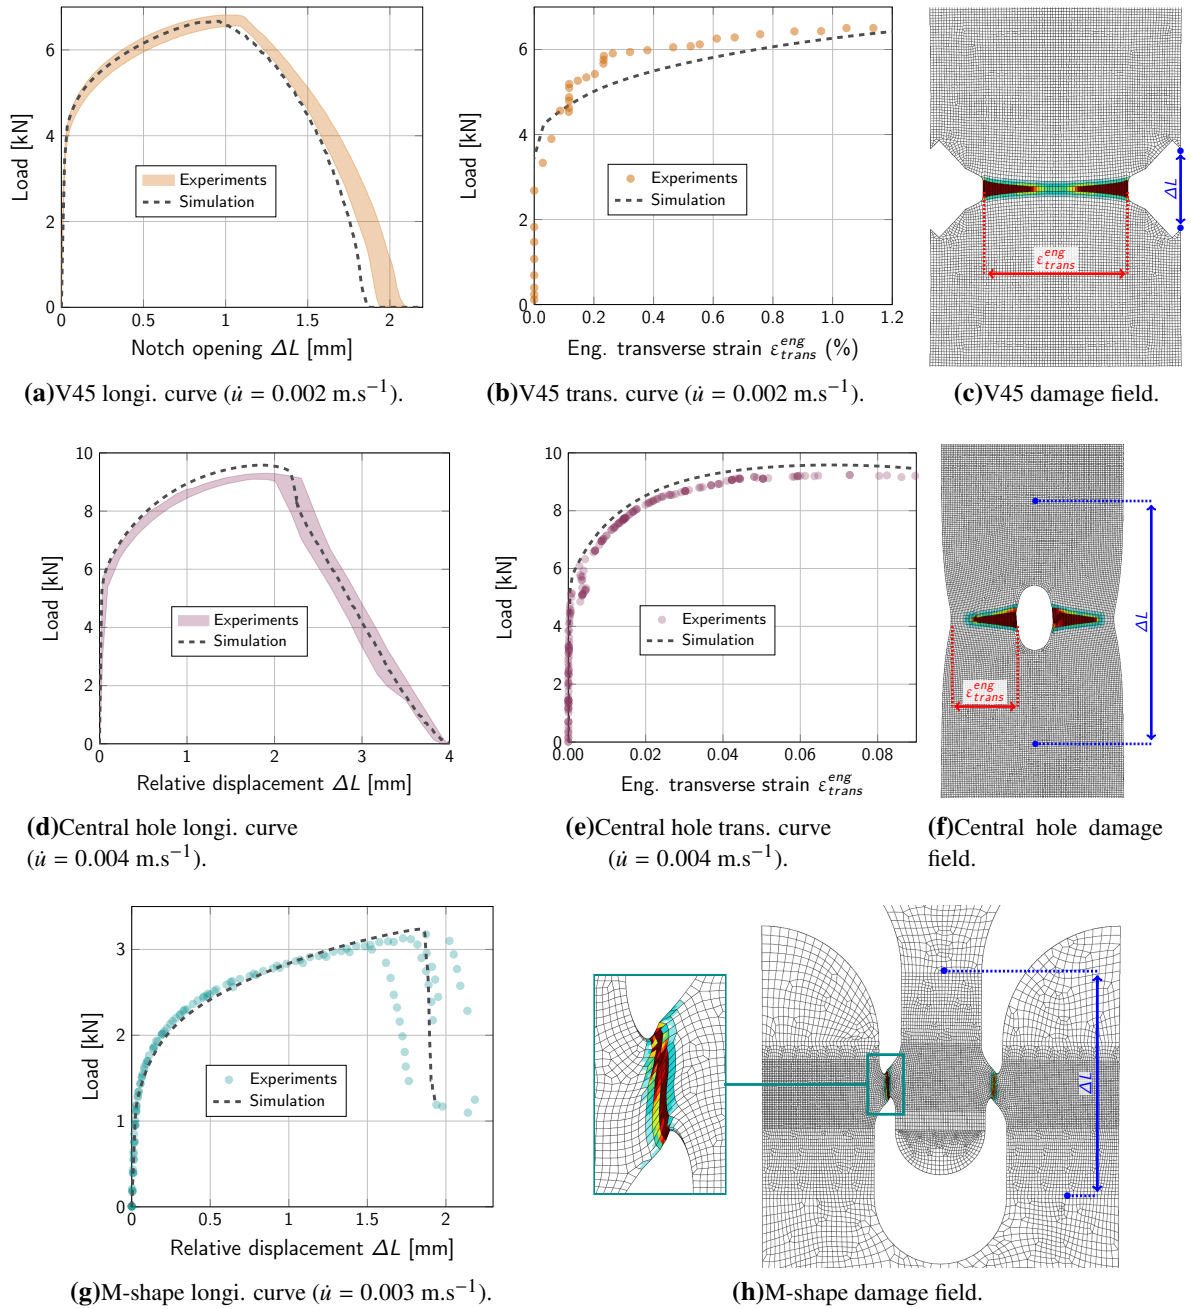 6
4
2
0
0
0.5
1
1.5
2
Load [kN]
Experiments
Simulation
Notch opening ΔL [mm]
(a)V45 longi. curve (u̇ = 0.002 m.s⁻¹).
6
4
2
0
0.0
0.2
0.4
0.6
0.8
1.0
1.2
Load [kN]
Experiments
Simulation
Eng. transverse strain ε^eng_trans (%)
(b)V45 trans. curve (u̇ = 0.002 m.s⁻¹).
ΔL
ε^eng_trans
(c)V45 damage field.
10
8
6
4
2
0
0
1
2
3
4
Load [kN]
Experiments
Simulation
Relative displacement ΔL [mm]
(d)Central hole longi. curve
(u̇ = 0.004 m.s⁻¹).
10
8
6
4
2
0
0.00
0.02
0.04
0.06
0.08
Load [kN]
Experiments
Simulation
Eng. transverse strain ε^eng_trans
(e)Central hole trans. curve
(u̇ = 0.004 m.s⁻¹).
ΔL
ε^eng_trans
(f)Central hole damage
field.
3
2
1
0
0
0.5
1
1.5
2
Load [kN]
Experiments
Simulation
Relative displacement ΔL [mm]
(g)M-shape longi. curve (u̇ = 0.003 m.s⁻¹).
ΔL
(h)M-shape damage field.